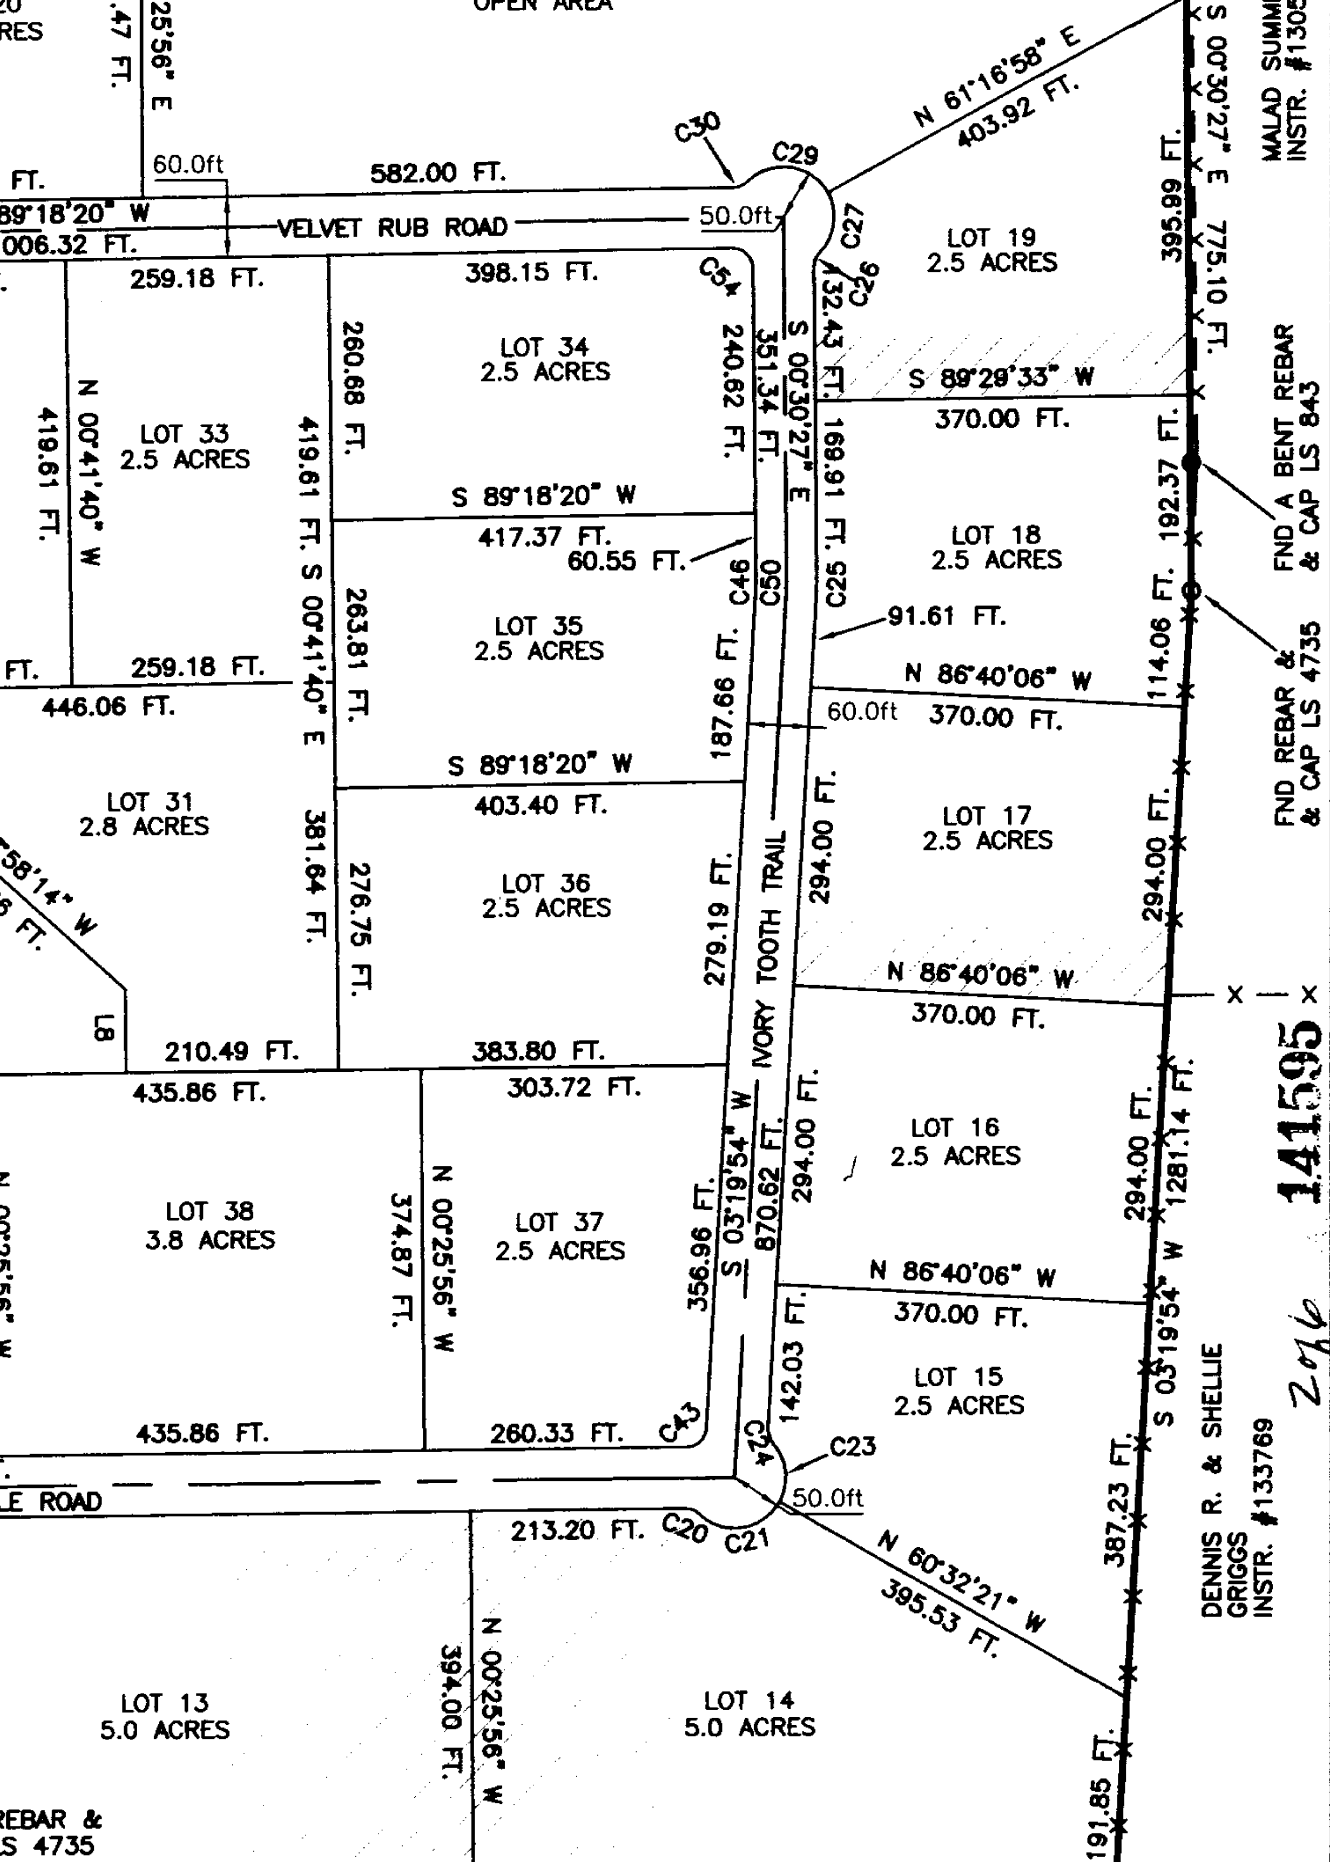 20
RES
.47 FT.
25'56" E
OPEN AREA
N 61°16'58" E
403.92 FT.
S 00°30'27" E 775.10 FT.
395.99 FT.
MALAD SUMMI
INSTR. #1305
C30
C29
60.0ft
582.00 FT.
FT.
89°18'20" W
006.32 FT.
VELVET RUB ROAD
50.0ft
C27
C26
C54
LOT 19
2.5 ACRES
259.18 FT.
398.15 FT.
132.43 FT.
260.68 FT.
LOT 34
2.5 ACRES
240.62 FT.
351.34 FT.
S 00°30'27" E
S 89°29'33" W
370.00 FT.
N 00°41'40" W
419.61 FT.
LOT 33
2.5 ACRES
419.61 FT. S 00°41'40" E
169.91 FT.
192.37 FT.
FND A BENT REBAR
& CAP LS 843
S 89°18'20" W
417.37 FT.
60.55 FT.
C46
C50
C25
LOT 18
2.5 ACRES
91.61 FT.
114.06 FT.
FND REBAR &
& CAP LS 4735
263.81 FT.
LOT 35
2.5 ACRES
187.66 FT.
N 86°40'06" W
370.00 FT.
60.0ft
FT.
259.18 FT.
446.06 FT.
S 89°18'20" W
403.40 FT.
LOT 31
2.8 ACRES
381.64 FT.
276.75 FT.
LOT 36
2.5 ACRES
279.19 FT.
IVORY TOOTH TRAIL
294.00 FT.
LOT 17
2.5 ACRES
294.00 FT.
°58'14" W
6 FT.
L8
N 86°40'06" W
370.00 FT.
X X
141595
2 of 6
210.49 FT.
435.86 FT.
383.80 FT.
303.72 FT.
S 03°19'54" W
870.62 FT.
294.00 FT.
LOT 16
2.5 ACRES
294.00 FT.
1281.14 FT.
S 03°19'54" W
N 00°25'56" W
LOT 38
3.8 ACRES
374.87 FT.
N 00°25'56" W
LOT 37
2.5 ACRES
356.96 FT.
N 86°40'06" W
370.00 FT.
142.03 FT.
LOT 15
2.5 ACRES
387.23 FT.
DENNIS R. & SHELLIE
GRIGGS
INSTR. #133769
435.86 FT.
260.33 FT.
C43
C24
C23
LE ROAD
50.0ft
213.20 FT.
C20
C21
N 60°32'21" W
395.53 FT.
394.00 FT.
N 00°25'56" W
LOT 13
5.0 ACRES
LOT 14
5.0 ACRES
191.85 FT.
REBAR &
LS 4735